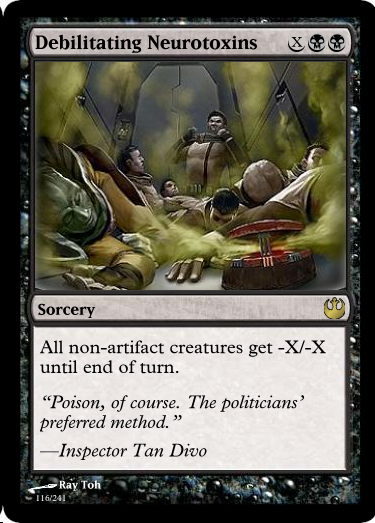 Debilitating Neurotoxins X
Sorcery
All non-artifact creatures get -X/-X
until end of turn.
“Poison, of course. The politicians’
preferred method.”
—Inspector Tan Divo
Ray Toh
116/241